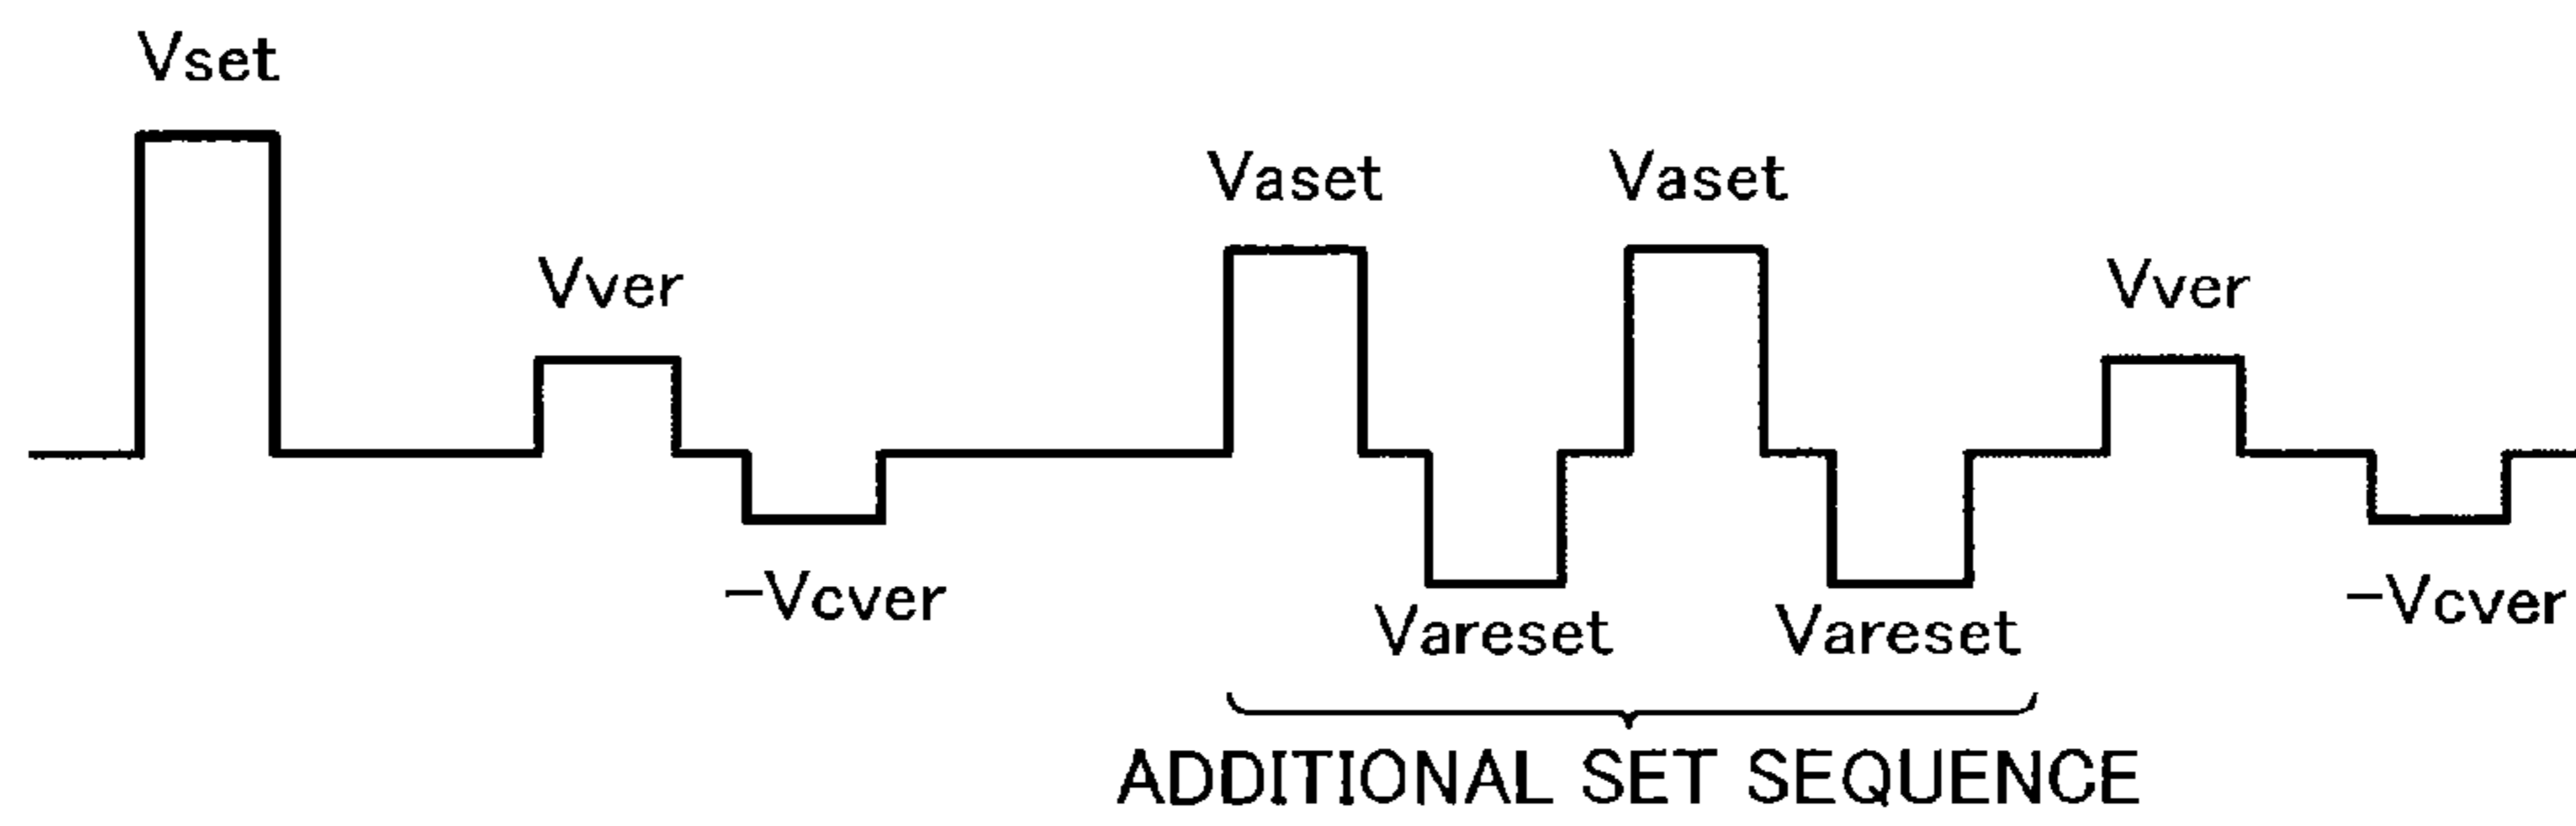 Vset
Vaset Vaset
Vver Vver
−Vcver −Vcver
Vareset Vareset
ADDITIONAL SET SEQUENCE